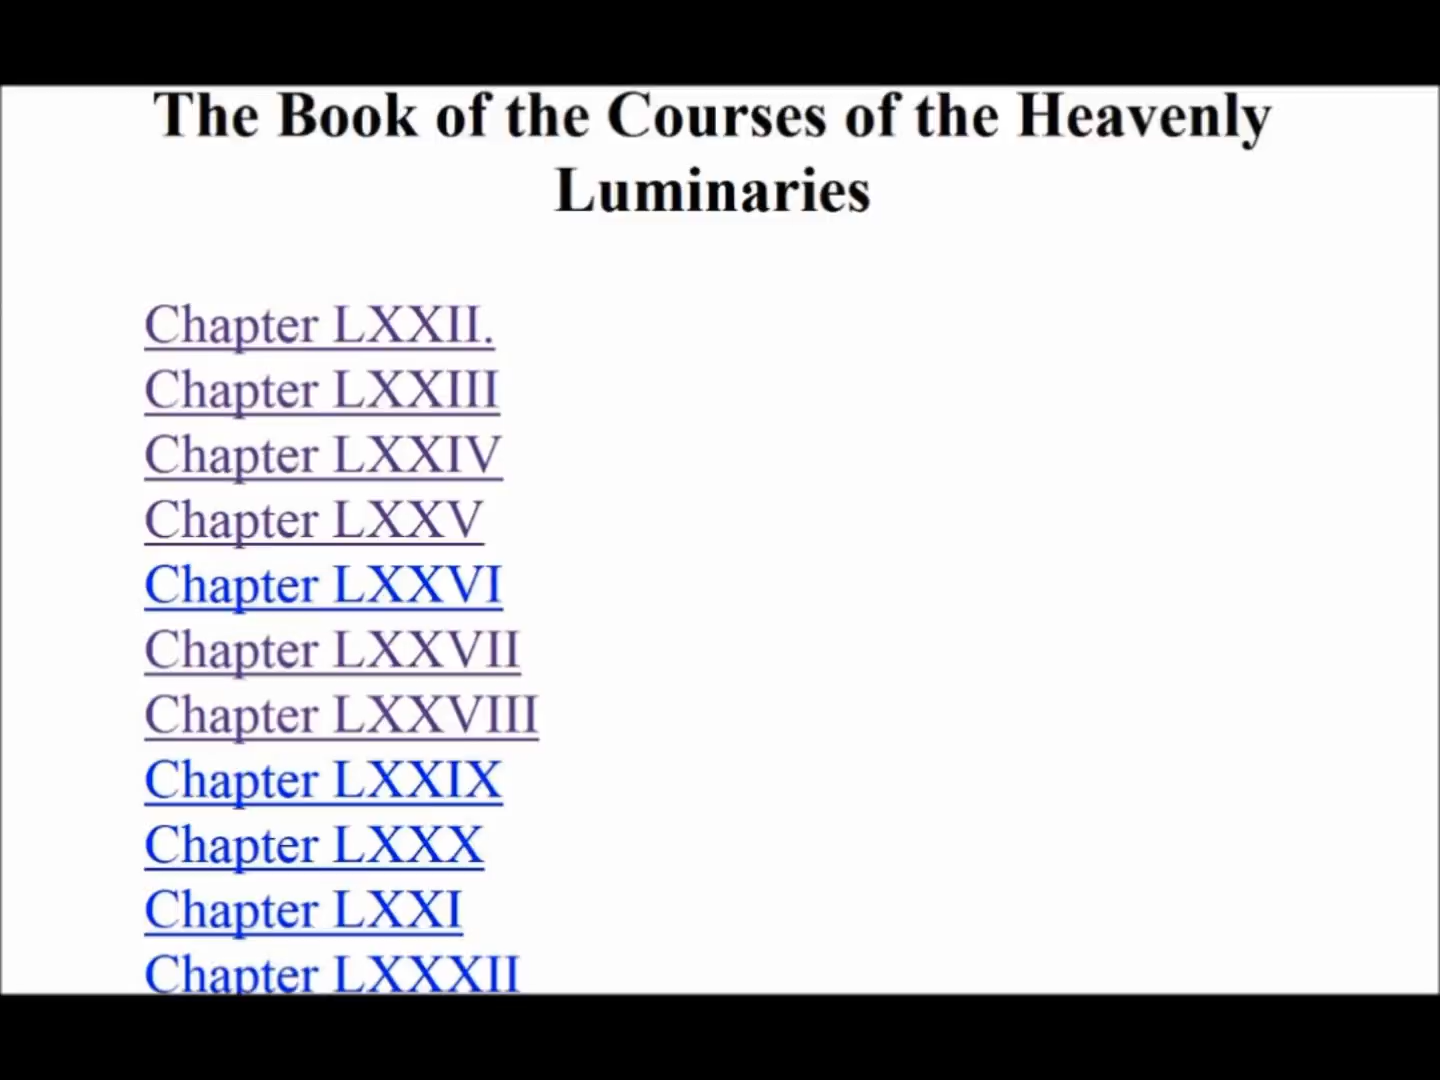 The Book of the Courses of the Heavenly
Luminaries
Chapter LXXII.
Chapter LXXIII
Chapter LXXIV
Chapter LXXV
Chapter LXXVI
Chapter LXXVII
Chapter LXXVIII
Chapter LXXIX
Chapter LXXX
Chapter LXXI
Chapter LXXXII